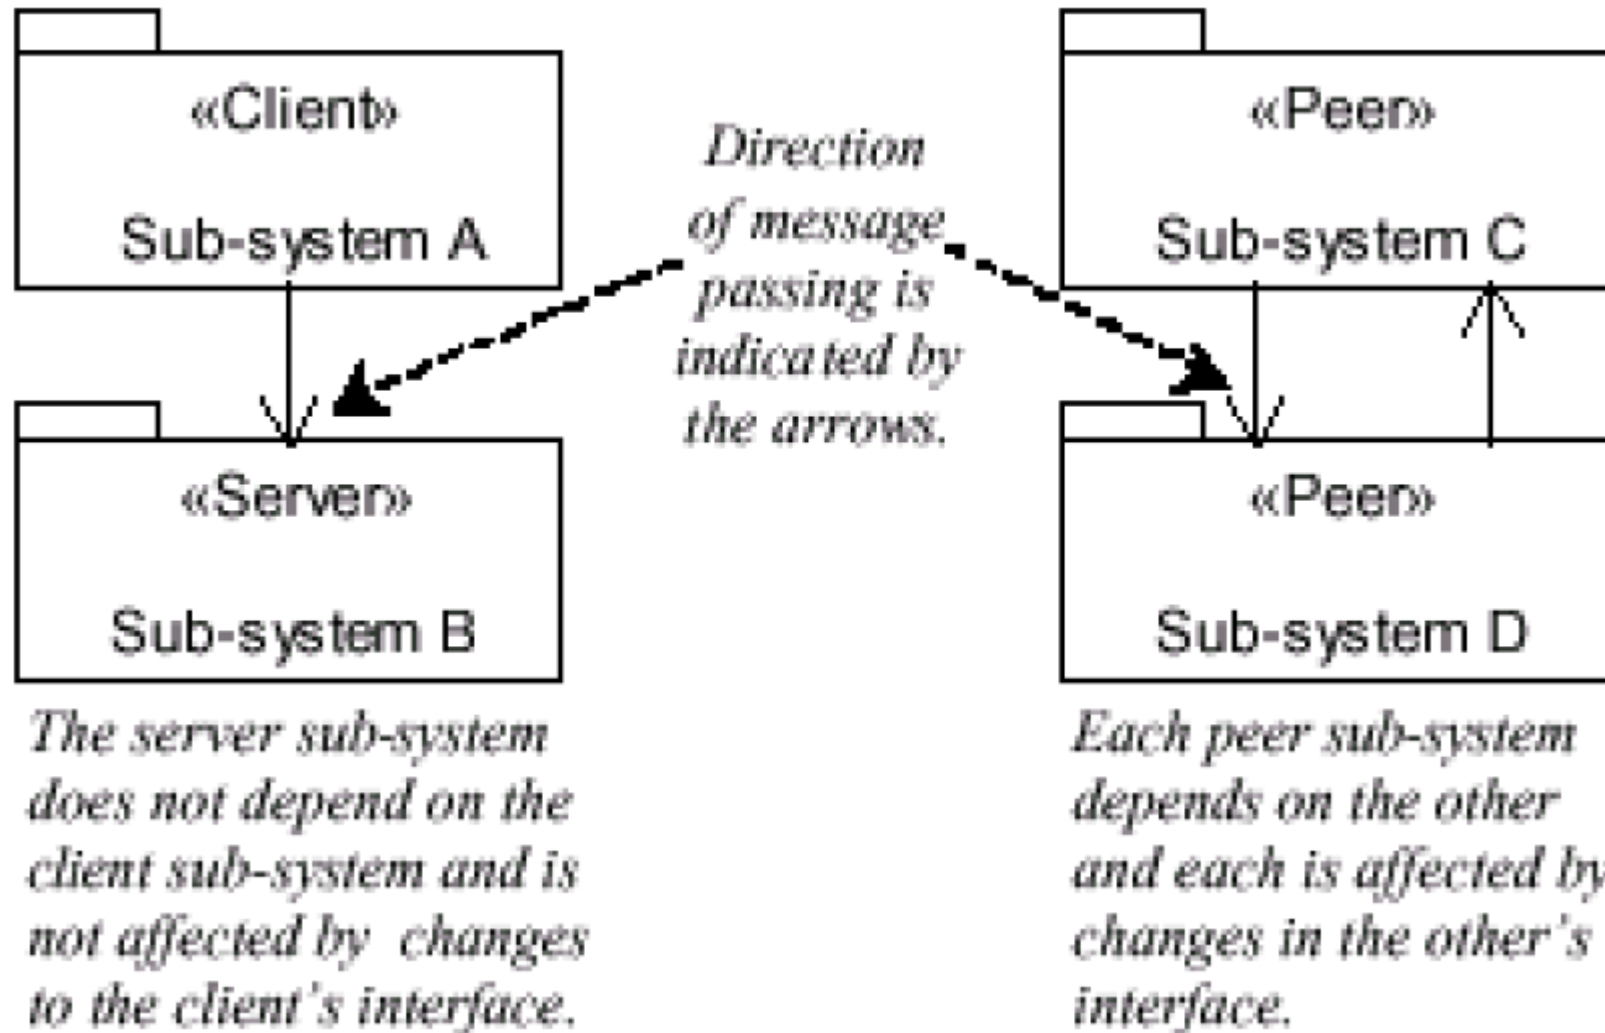 «Client»
Sub-system A
«Server»
Sub-system B
The server sub-system
does not depend on the
client sub-system and is
not affected by changes
to the client's interface.
Direction
of message
passing is
indicated by
the arrows.
«Peer»
Sub-system C
«Peer»
Sub-system D
Each peer sub-system
depends on the other
and each is affected by
changes in the other's
interface.